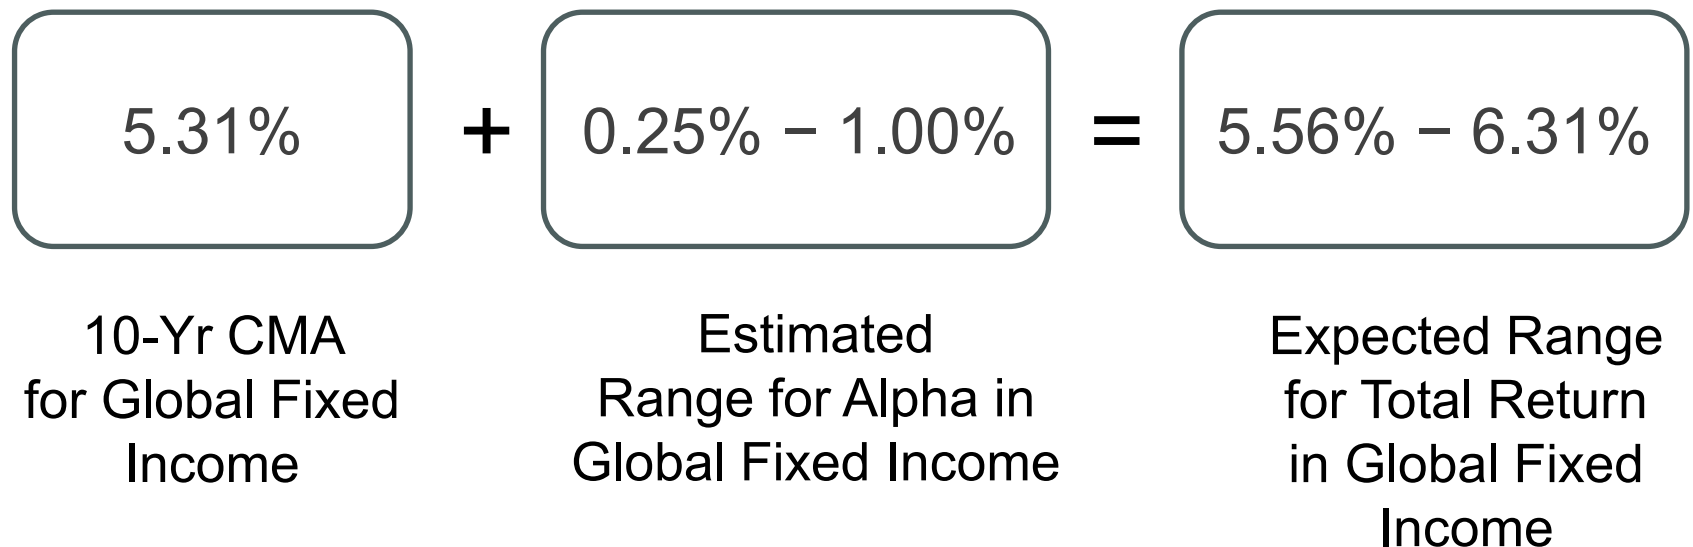 5.31% + 0.25% – 1.00% = 5.56% – 6.31%
10-Yr CMA
for Global Fixed
Income
Estimated
Range for Alpha in
Global Fixed Income
Expected Range
for Total Return
in Global Fixed
Income